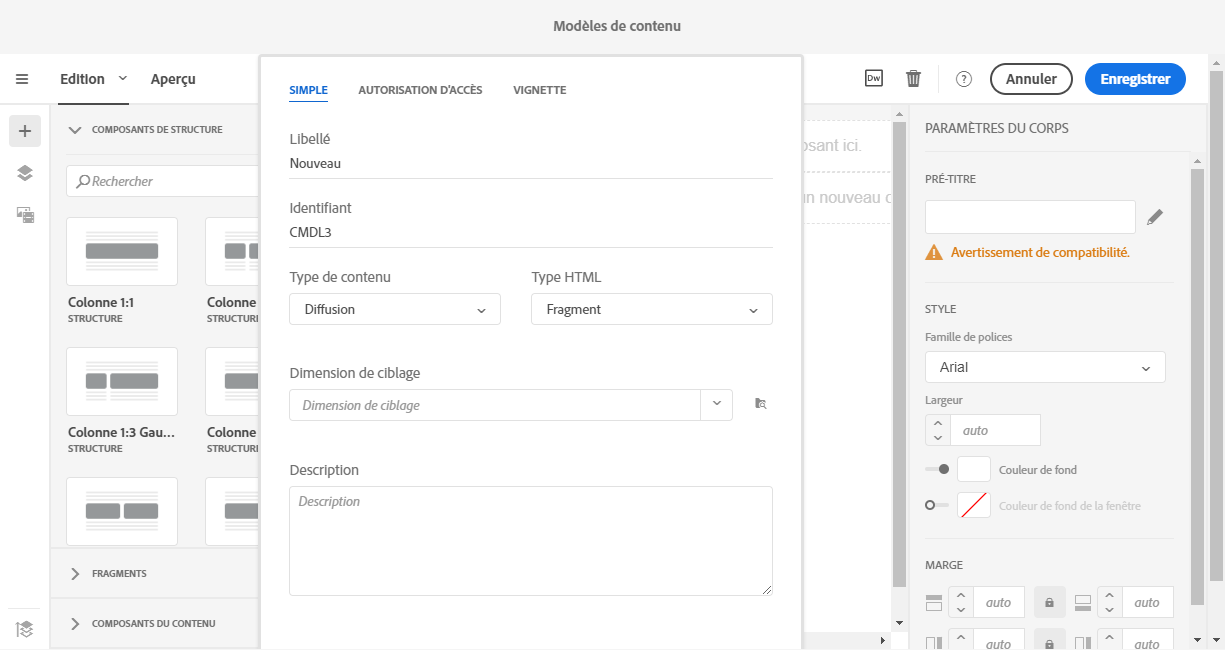 Modèles de contenu
Edition
Aperçu
Dw
?
Annuler
Enregistrer
SIMPLE
AUTORISATION D'ACCÈS
VIGNETTE
COMPOSANTS DE STRUCTURE
Rechercher
Colonne 1:1
STRUCTURE
Colonne
STRUCTURE
Colonne 1:3 Gau...
STRUCTURE
Colonne
STRUCTURE
FRAGMENTS
COMPOSANTS DU CONTENU
Libellé
Nouveau
Identifiant
CMDL3
Type de contenu
Type HTML
Diffusion
Fragment
Dimension de ciblage
Dimension de ciblage
Description
Description
ici.
un nouveau
PARAMÈTRES DU CORPS
PRÉ-TITRE
Avertissement de compatibilité.
STYLE
Famille de polices
Arial
Largeur
auto
Couleur de fond
Couleur de fond de la fenêtre
MARGE
auto
auto
auto
auto